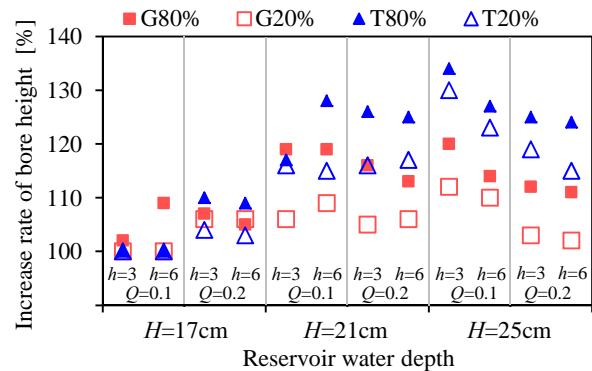 G80% G20% T80% T20%
Increase rate of bore height [%]
140
130
120
110
100
h=3 h=6 h=3 h=6 h=3 h=6 h=3 h=6 h=3 h=6 h=3 h=6
Q=0.1 Q=0.2 Q=0.1 Q=0.2 Q=0.1 Q=0.2
H=17cm H=21cm H=25cm
Reservoir water depth